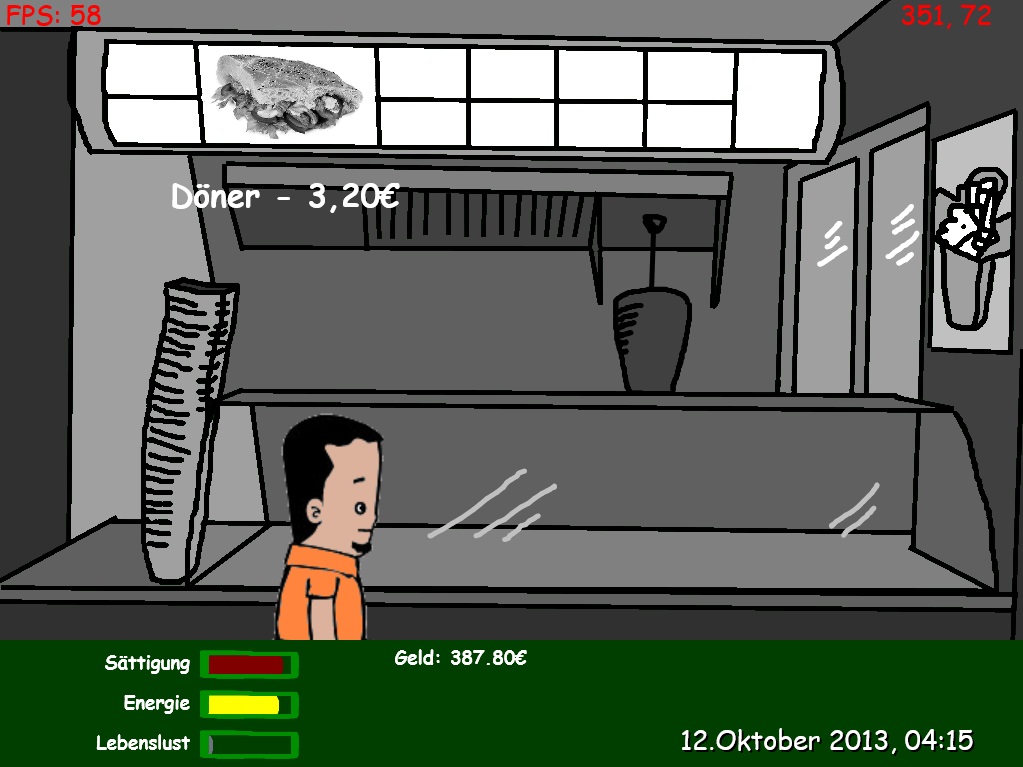 FPS: 58
351, 72
Döner - 3,20€
Sättigung
Geld: 387.80€
Energie
Lebenslust
12.Oktober 2013, 04:15